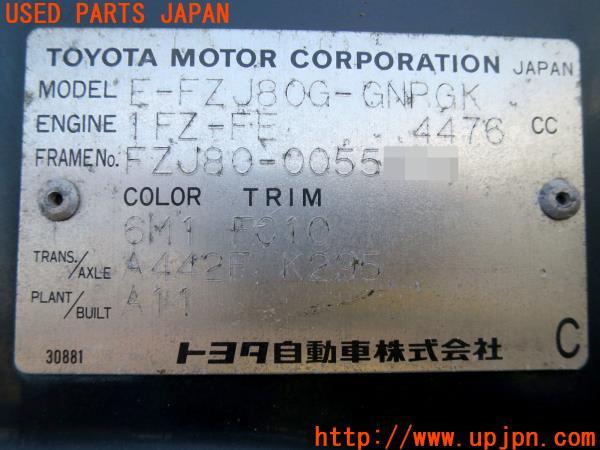 USED PARTS JAPAN
TOYOTA MOTOR CORPORATION JAPAN
MODEL E-FZJ80G-GNPGK
ENGINE 1FZ-FE 4476 CC
FRAME No. FZJ80-0055
COLOR TRIM
6M1 FC10
TRANS./AXLE A442F K295
PLANT/BUILT A11
30881 トヨタ自動車株式会社 C
http://www.upjpn.com